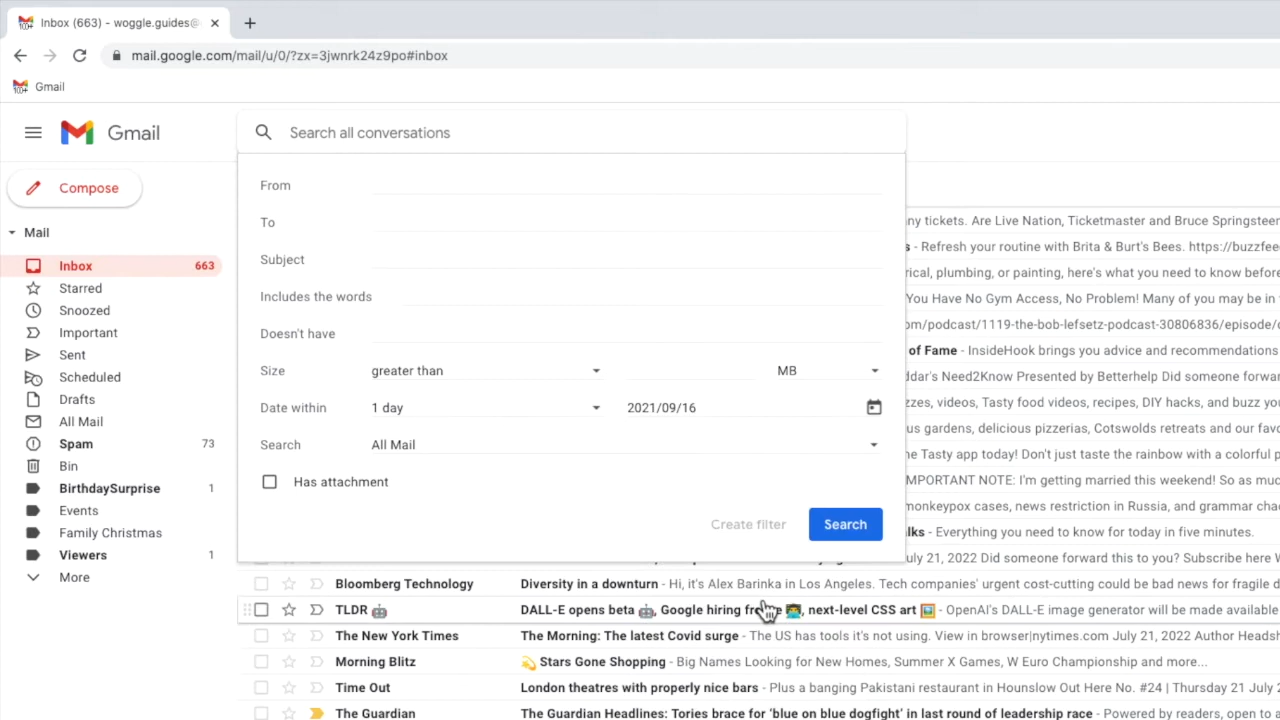 Inbox (663) - woggle.guides@
mail.google.com/mail/u/0/?zx=3jwnrk24z9po#inbox
Gmail
Gmail
Search all conversations
Compose
Mail
Inbox 663
Starred
Snoozed
Important
Sent
Scheduled
Drafts
All Mail
Spam 73
Bin
BirthdaySurprise 1
Events
Family Christmas
Viewers 1
More
From
To
Subject
Includes the words
Doesn't have
Size greater than MB
Date within 1 day 2021/09/16
Search All Mail
Has attachment
Create filter Search
ny tickets. Are Live Nation, Ticketmaster and Bruce Springsteen
s - Refresh your routine with Brita & Burt's Bees. https://buzzfee
rical, plumbing, or painting, here's what you need to know before
You Have No Gym Access, No Problem! Many of you may be in
om/podcast/1119-the-bob-lefsetz-podcast-30806836/episode/
of Fame - InsideHook brings you advice and recommendations
ddar's Need2Know Presented by Betterhelp Did someone forwar
zzes, videos, Tasty food videos, recipes, DIY hacks, and buzz you
us gardens, delicious pizzerias, Cotswolds retreats and our favo
he Tasty app today! Don't just taste the rainbow with a colorful p
MPORTANT NOTE: I'm getting married this weekend! So as muc
monkeypox cases, news restriction in Russia, and grammar cha
lks - Everything you need to know for today in five minutes.
uly 21, 2022 Did someone forward this to you? Subscribe here W
Bloomberg Technology Diversity in a downturn - Hi, it's Alex Barinka in Los Angeles. Tech companies' urgent cost-cutting could be bad news for fragile d
TLDR 🤖 DALL-E opens beta 🤖, Google hiring 👨‍💻, next-level CSS art 🖼️ - OpenAI's DALL-E image generator will be made available
The New York Times The Morning: The latest Covid surge - The US has tools it's not using. View in browser|nytimes.com July 21, 2022 Author Headsh
Morning Blitz 💫 Stars Gone Shopping - Big Names Looking for New Homes, Summer X Games, W Euro Championship and more...
Time Out London theatres with properly nice bars - Plus a banging Pakistani restaurant in Hounslow Out Here No. #24 | Thursday 21 July 2
The Guardian The Guardian Headlines: Tories brace for 'blue on blue dogfight' in last round of leadership race - Powered by readers, open to a